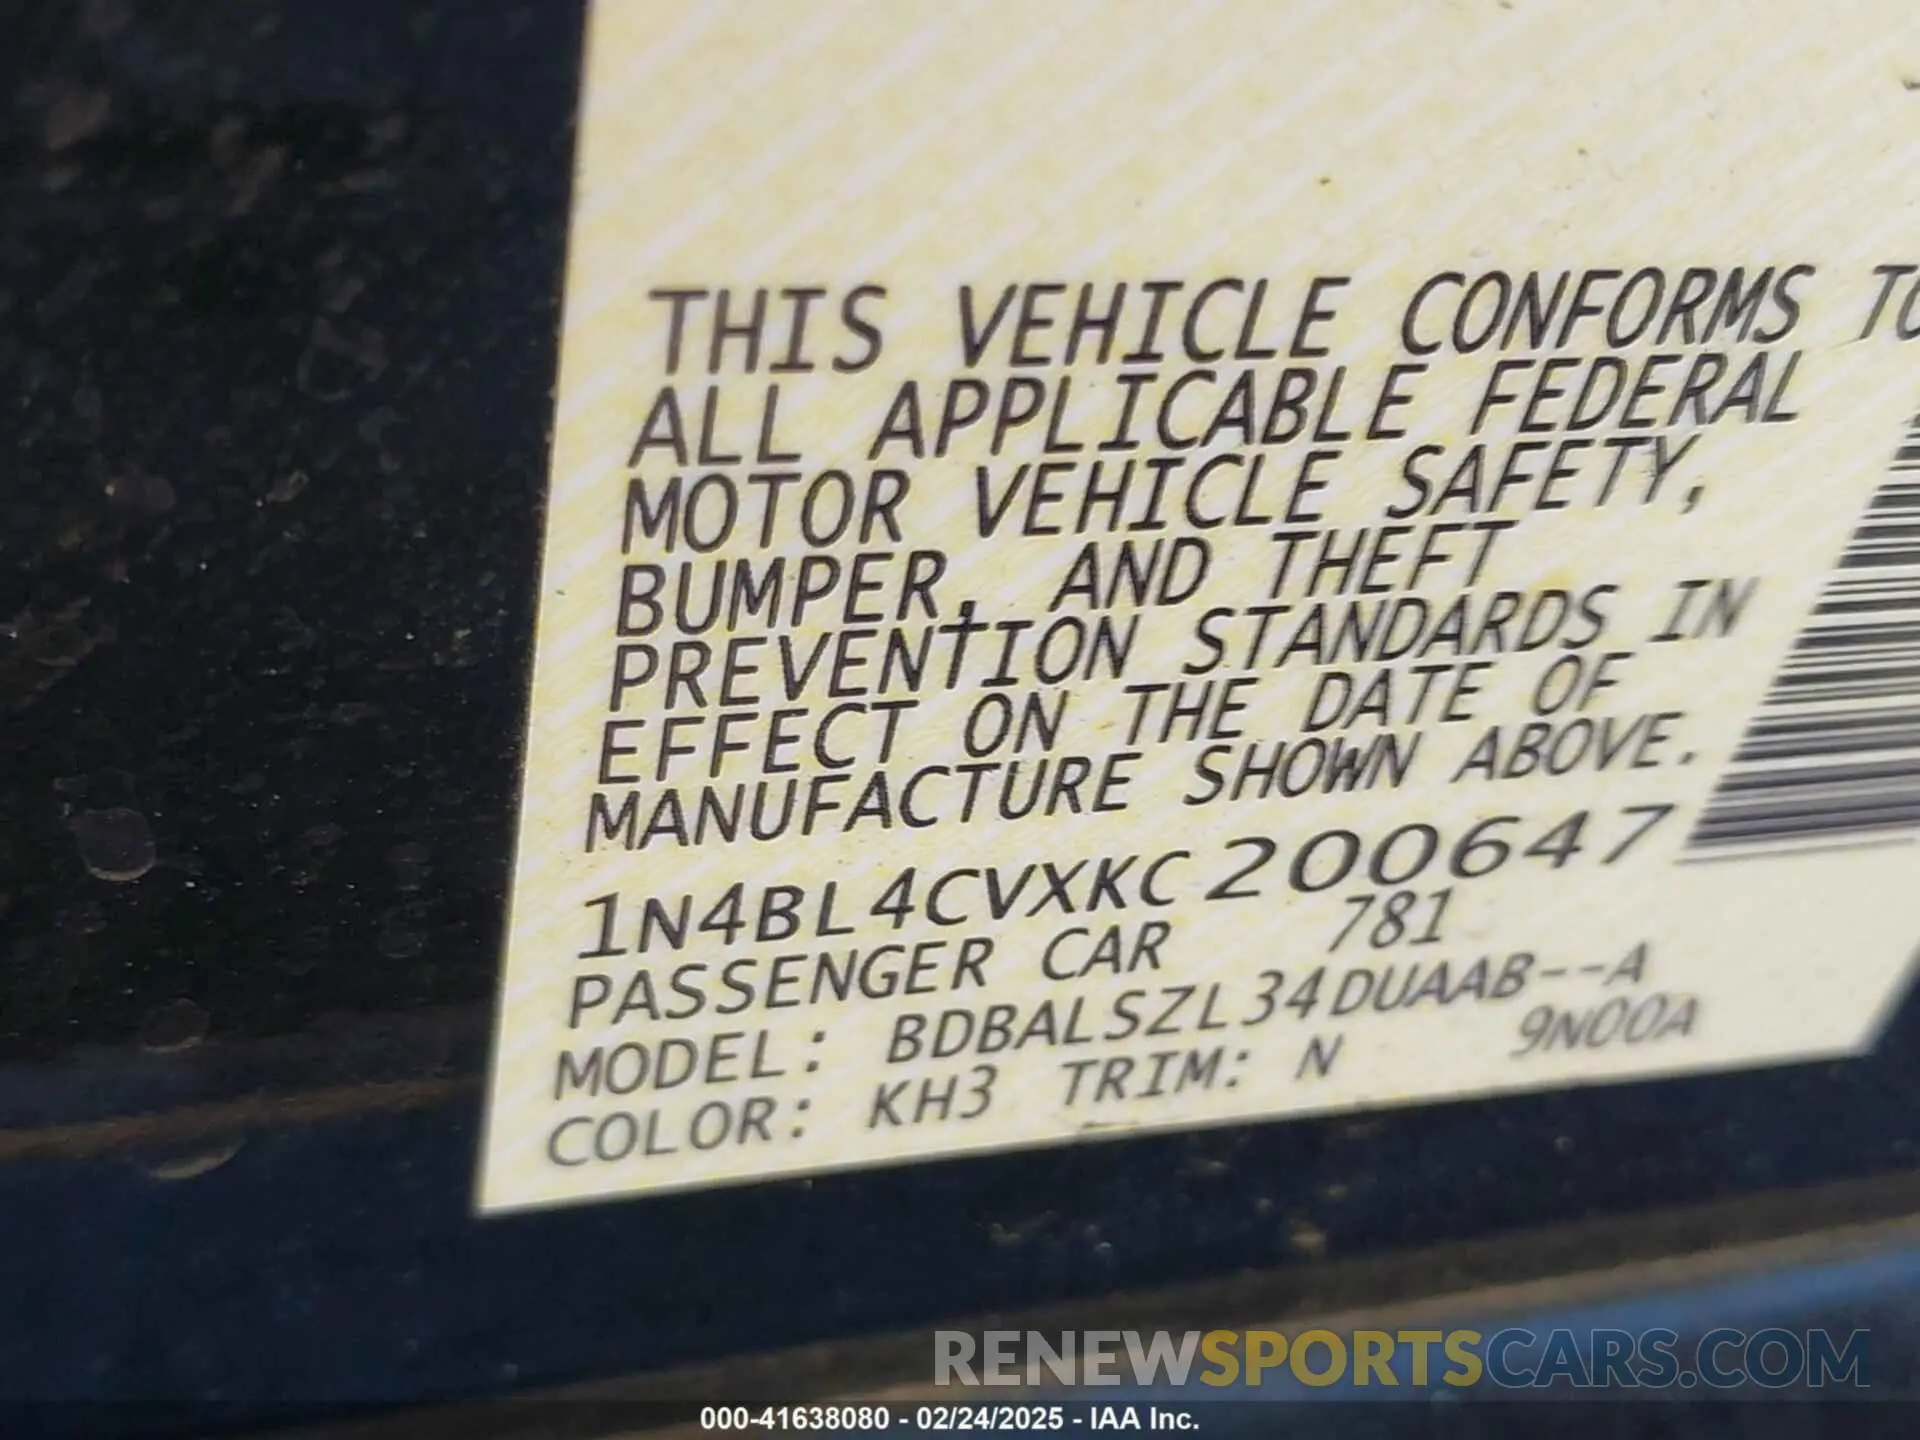 THIS VEHICLE CONFORMS TO
ALL APPLICABLE FEDERAL
MOTOR VEHICLE SAFETY,
BUMPER, AND THEFT
PREVENTION STANDARDS IN
EFFECT ON THE DATE OF
MANUFACTURE SHOWN ABOVE.
1N4BL4CVXKC200647
PASSENGER CAR 781
MODEL: BDBALSZL34DUAAB--A
COLOR: KH3 TRIM: N 9N00A
RENEWSPORTSCARS.COM
000-41638080 - 02/24/2025 - IAA Inc.